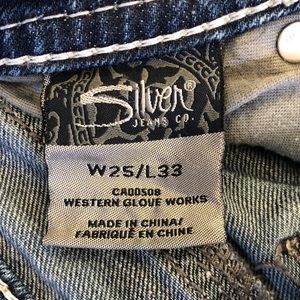 Silver®
JEANS CO.
W25/L33
CA00508
WESTERN GLOVE WORKS
MADE IN CHINA/
FABRIQUÉ EN CHINE